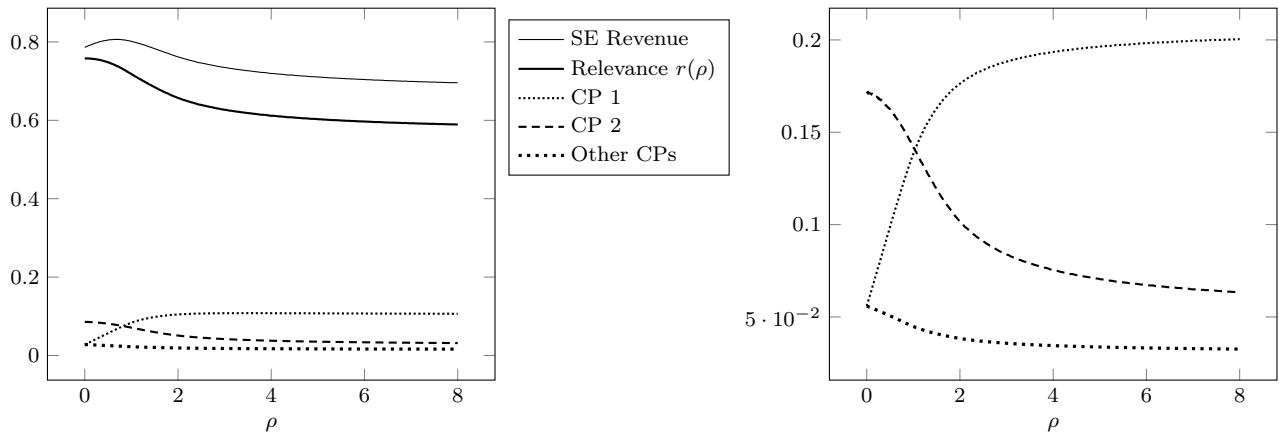 0.8
0.6
0.4
0.2
0
0 2 4 6 8
ρ
SE Revenue
Relevance r(ρ)
CP 1
CP 2
Other CPs
0.2
0.15
0.1
5 · 10⁻²
0 2 4 6 8
ρ